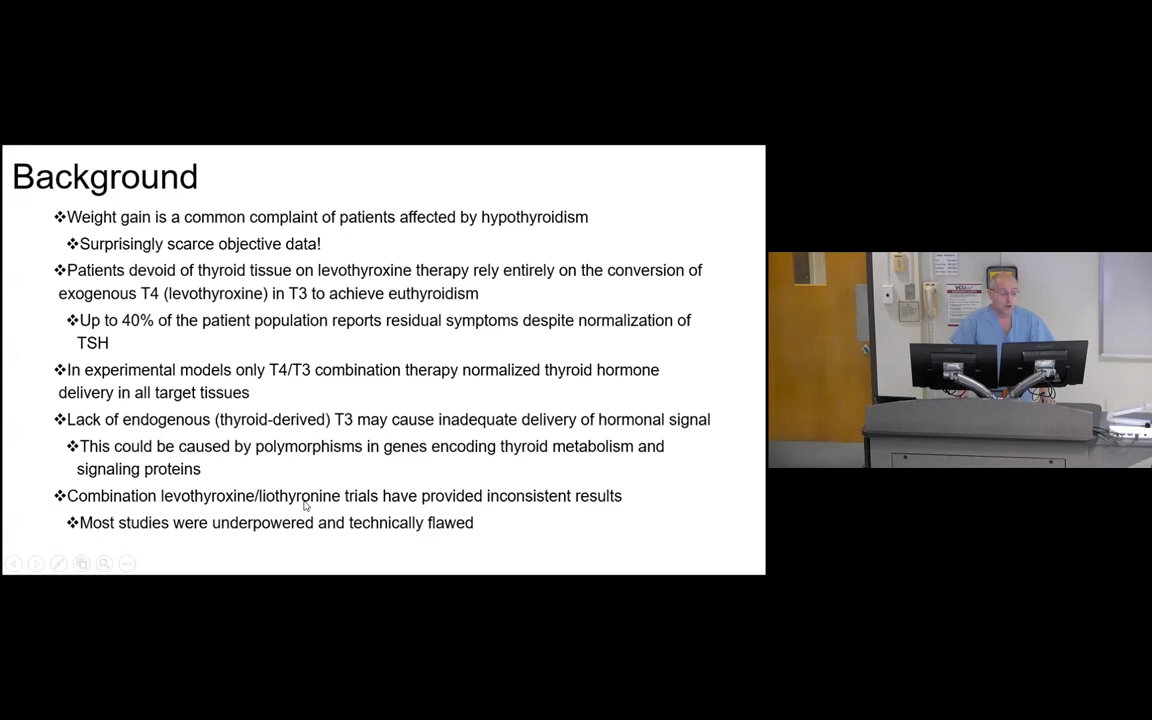 Background
❖Weight gain is a common complaint of patients affected by hypothyroidism
❖Surprisingly scarce objective data!
❖Patients devoid of thyroid tissue on levothyroxine therapy rely entirely on the conversion of
exogenous T4 (levothyroxine) in T3 to achieve euthyroidism
❖Up to 40% of the patient population reports residual symptoms despite normalization of
TSH
❖In experimental models only T4/T3 combination therapy normalized thyroid hormone
delivery in all target tissues
❖Lack of endogenous (thyroid-derived) T3 may cause inadequate delivery of hormonal signal
❖This could be caused by polymorphisms in genes encoding thyroid metabolism and
signaling proteins
❖Combination levothyroxine/liothyronine trials have provided inconsistent results
❖Most studies were underpowered and technically flawed
VCU